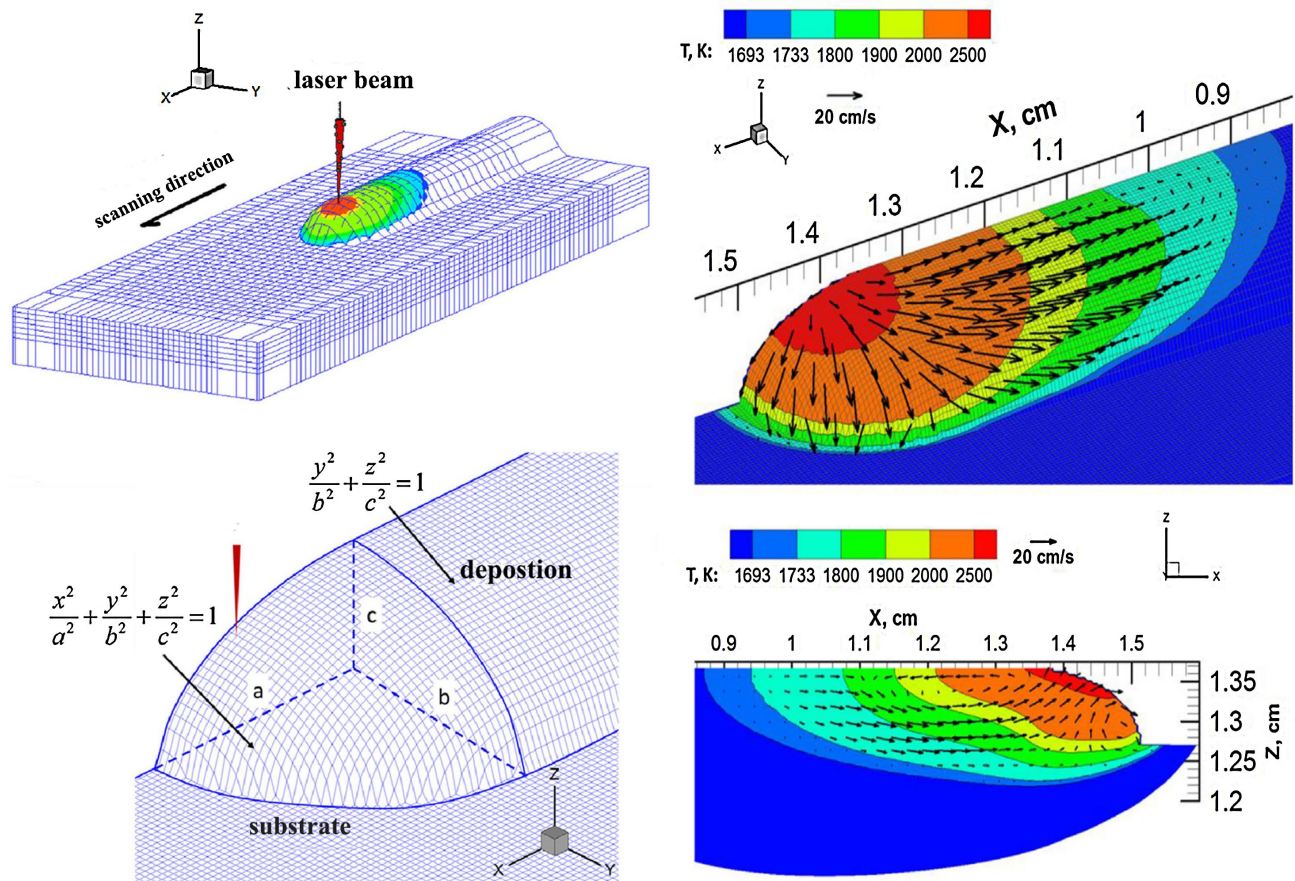 Z
X
Y
laser beam
scanning direction
T, K: 1693 1733 1800 1900 2000 2500
20 cm/s
Z
X
Y
X, cm
1.5 1.4 1.3 1.2 1.1 1 0.9
y²/b² + z²/c² = 1
depostion
x²/a² + y²/b² + z²/c² = 1
c
a
b
substrate
Z
X
Y
T, K: 1693 1733 1800 1900 2000 2500
20 cm/s
Z
Y
X
X, cm
0.9 1 1.1 1.2 1.3 1.4 1.5
1.35
1.3
1.25
1.2
Z, cm